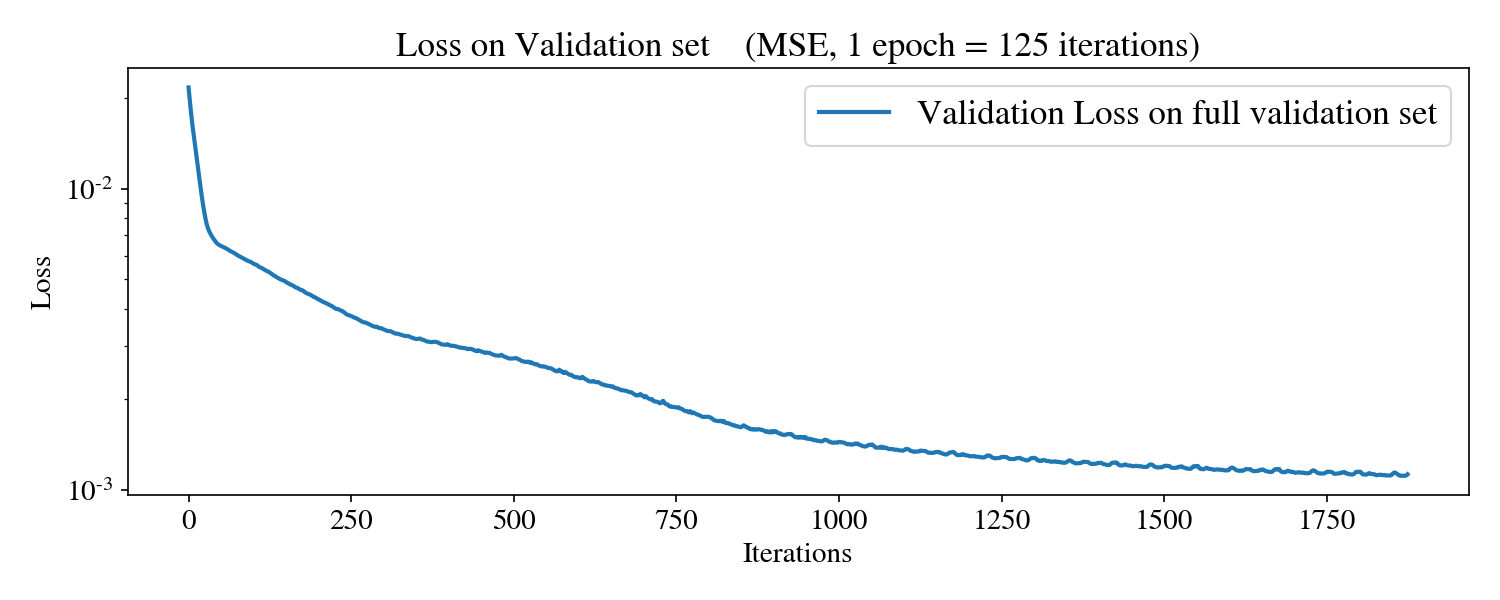 Loss on Validation set (MSE, 1 epoch = 125 iterations)
Validation Loss on full validation set
10-2
10-3
Loss
0 250 500 750 1000 1250 1500 1750
Iterations